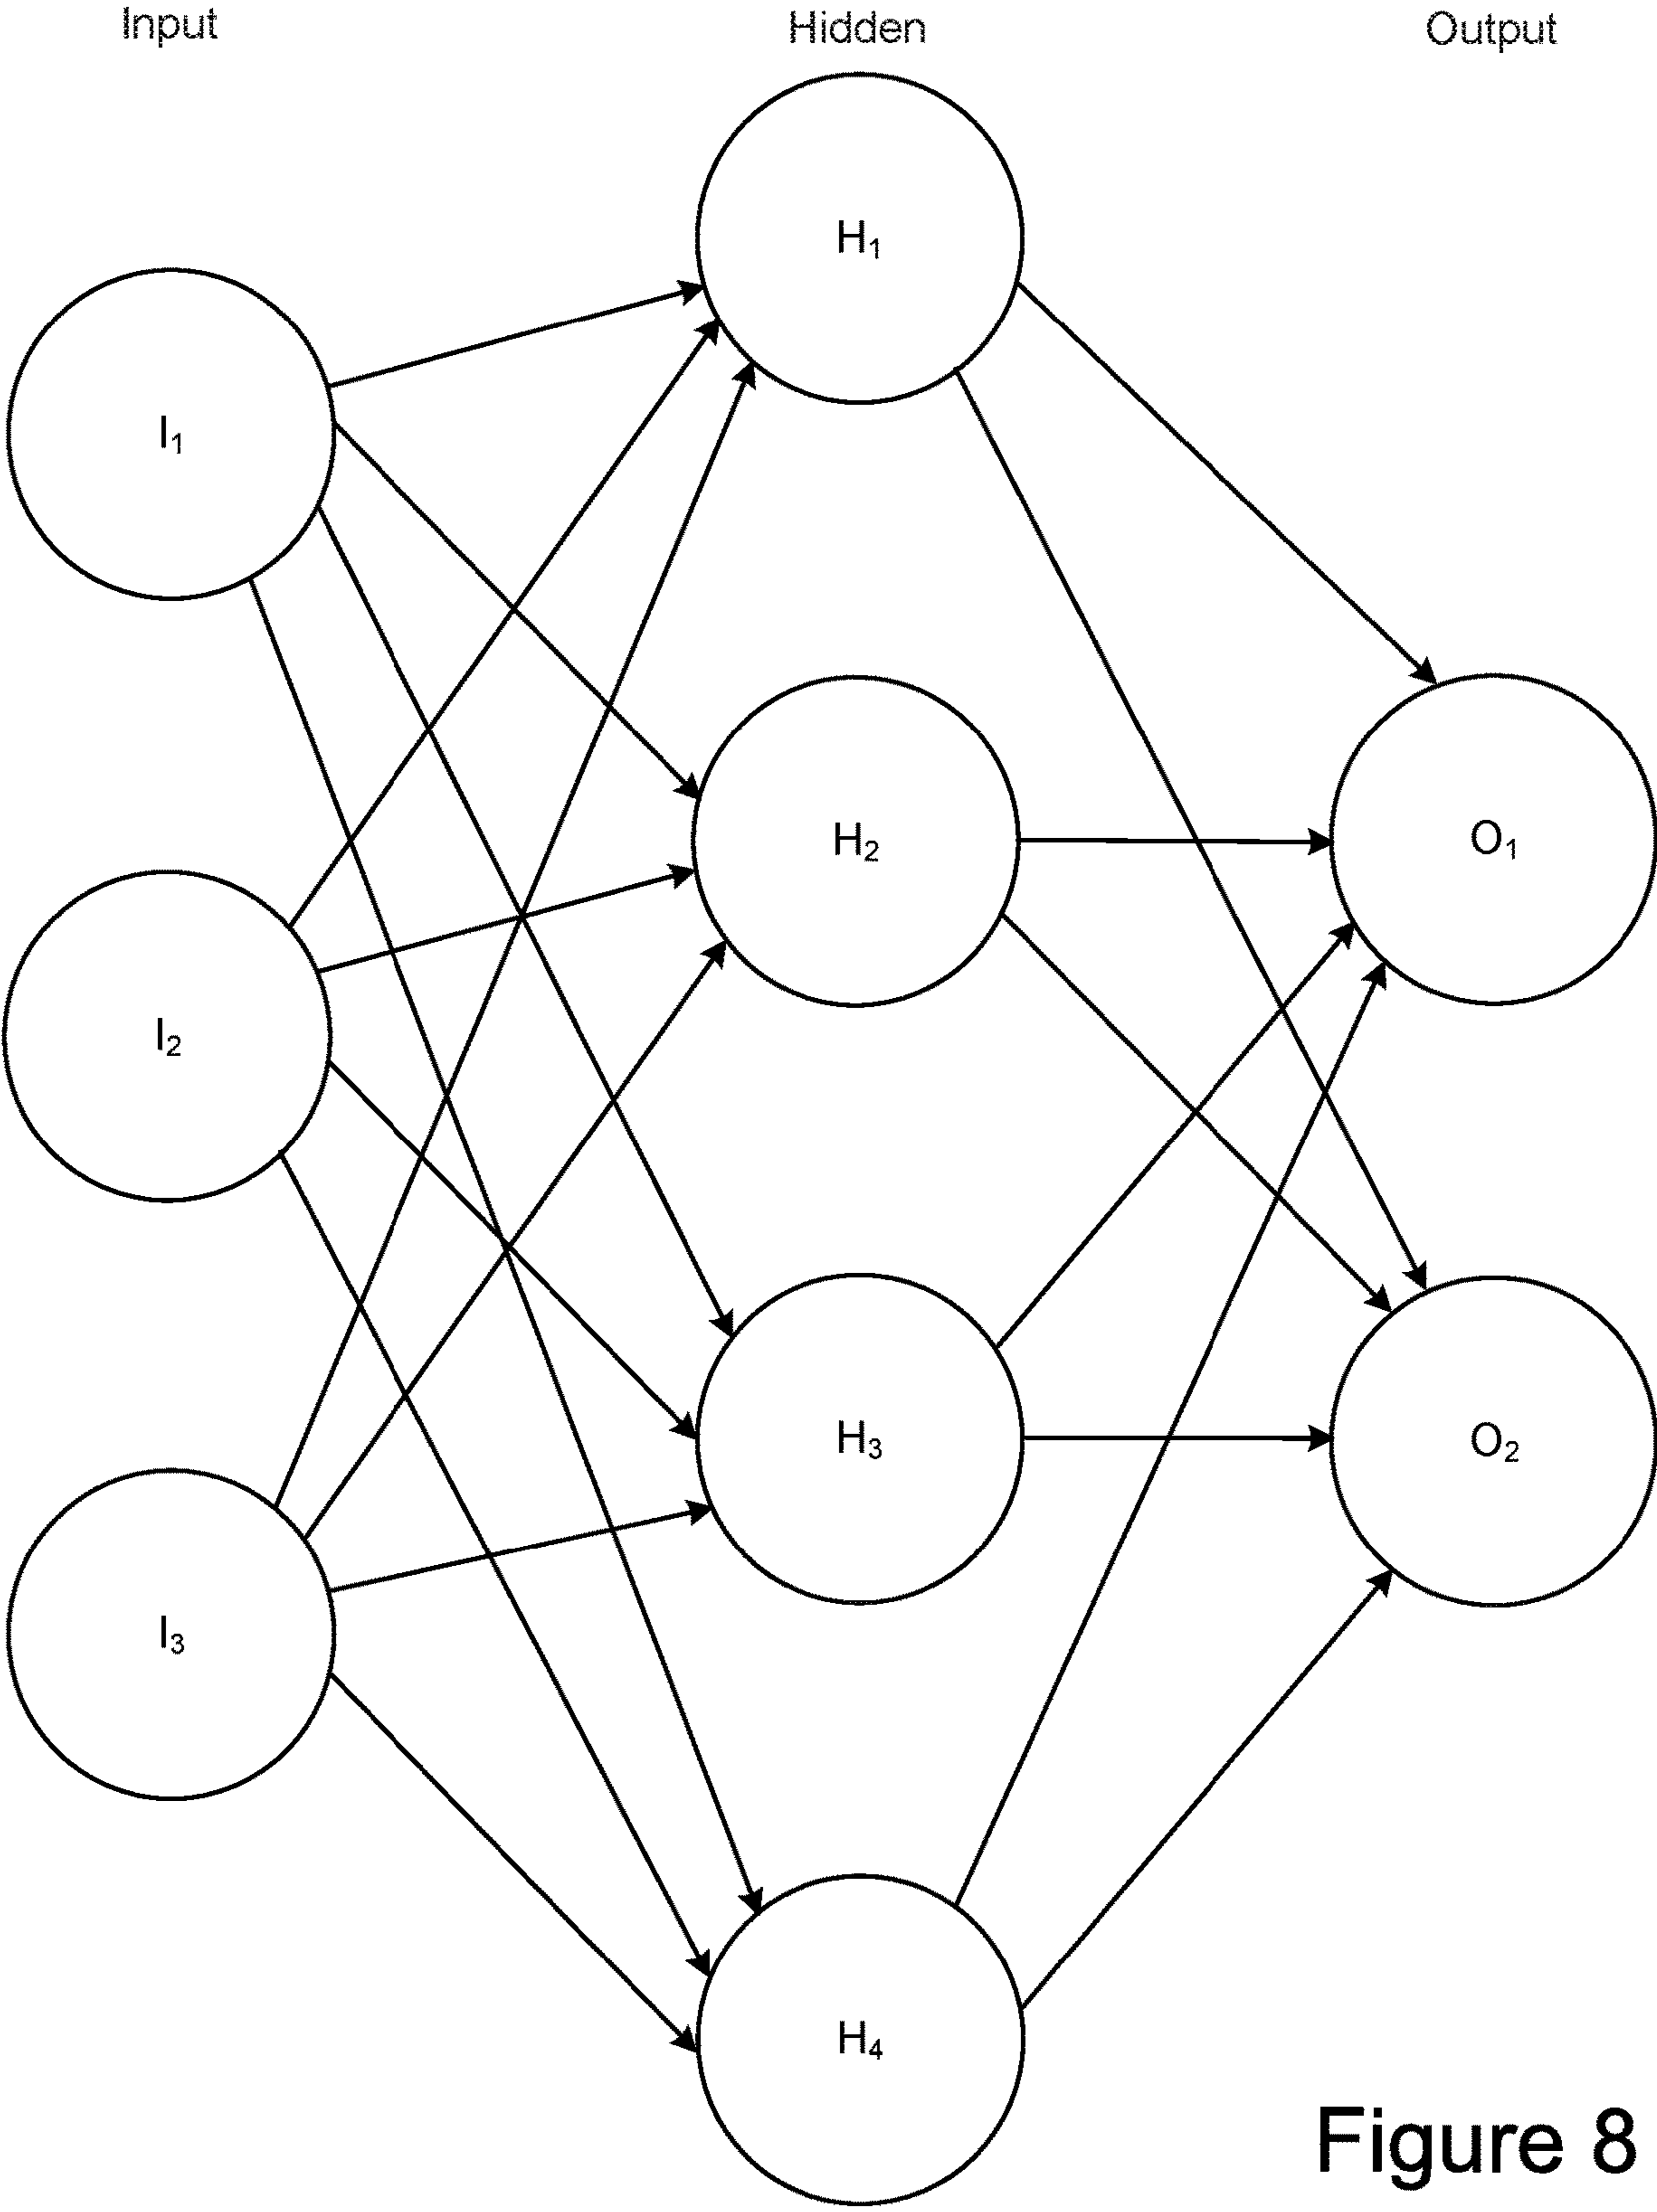 Input Hidden Output
H₁
I₁
H₂
O₁
I₂
H₃
O₂
I₃
H₄
Figure 8